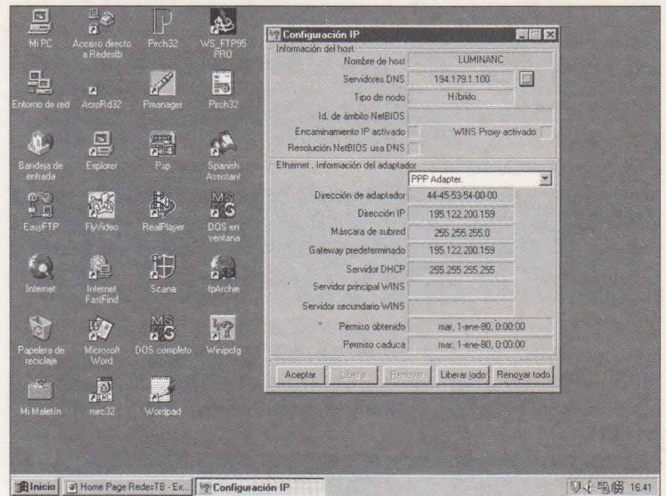 Mi PC
Acceso directo a Redestb
Pirch32
WS_FTP95 PRO
Entorno de red
AcroRd32
Pmanager
Pirch32
Bandeja de entrada
Explorer
Psp
Spanish Assistant
EasyFTP
FlyVideo
RealPlayer
DOS en ventana
Internet
Internet FastFind
Scana
fpArchie
Papelera de reciclaje
Microsoft Word
DOS completo
Winipcfg
Mi Maletín
mirc32
Wordpad
Configuración IP
Información del host
Nombre de host LUMINANC
Servidores DNS 194.179.1.100
Tipo de nodo Híbrido
Id. de ámbito NetBIOS
Encaminamiento IP activado WINS Proxy activado
Resolución NetBIOS usa DNS
Ethernet . Información del adaptador
PPP Adapter.
Dirección de adaptador 44-45-53-54-00-00
Dirección IP 195.122.200.159
Máscara de subred 255.255.255.0
Gateway predeterminado 195.122.200.159
Servidor DHCP 255.255.255.255
Servidor principal WINS
Servidor secundario WINS
Permiso obtenido mar, 1-ene-80, 0:00:00
Permiso caduca mar, 1-ene-80, 0:00:00
Aceptar Liberar Renovar Liberar todo Renovar todo
Inicio Home Page RedesTB - Ex... Configuración IP 16:41